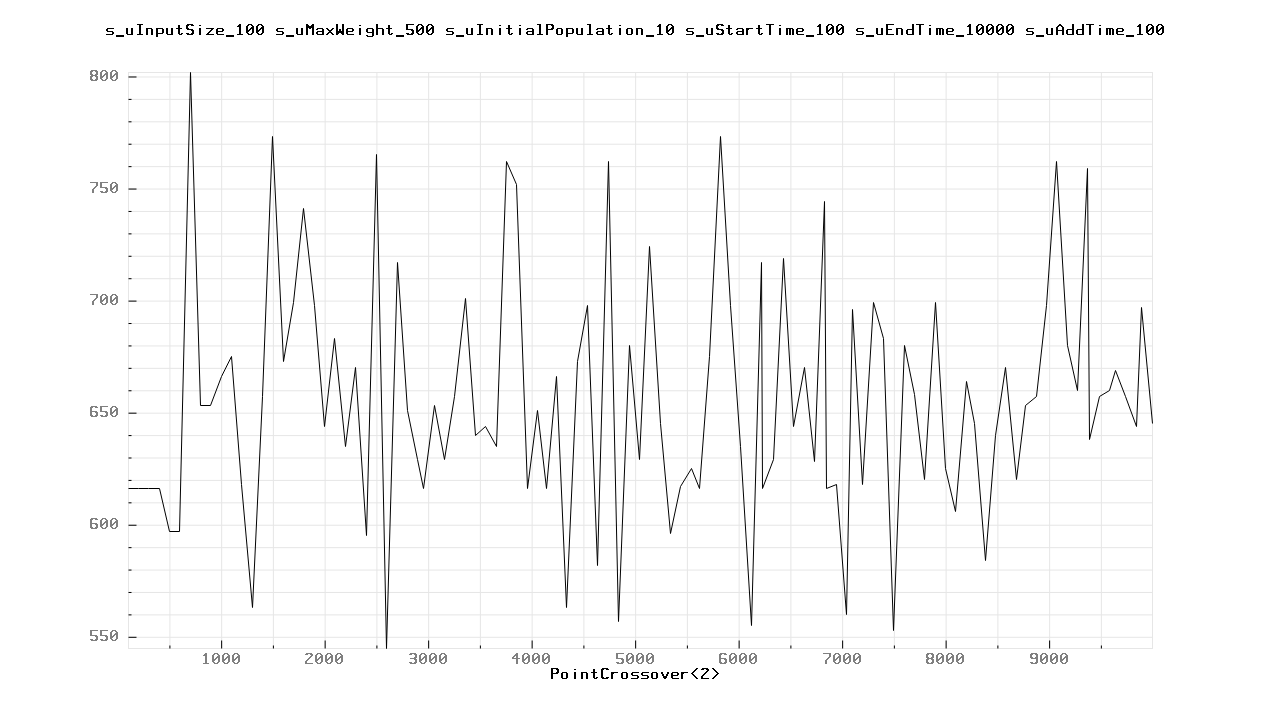 s_uInputSize_100 s_uMaxWeight_500 s_uInitialPopulation_10 s_uStartTime_100 s_uEndTime_10000 s_uAddTime_100
800
750
700
650
600
550
1000 2000 3000 4000 5000 6000 7000 8000 9000
PointCrossover<2>